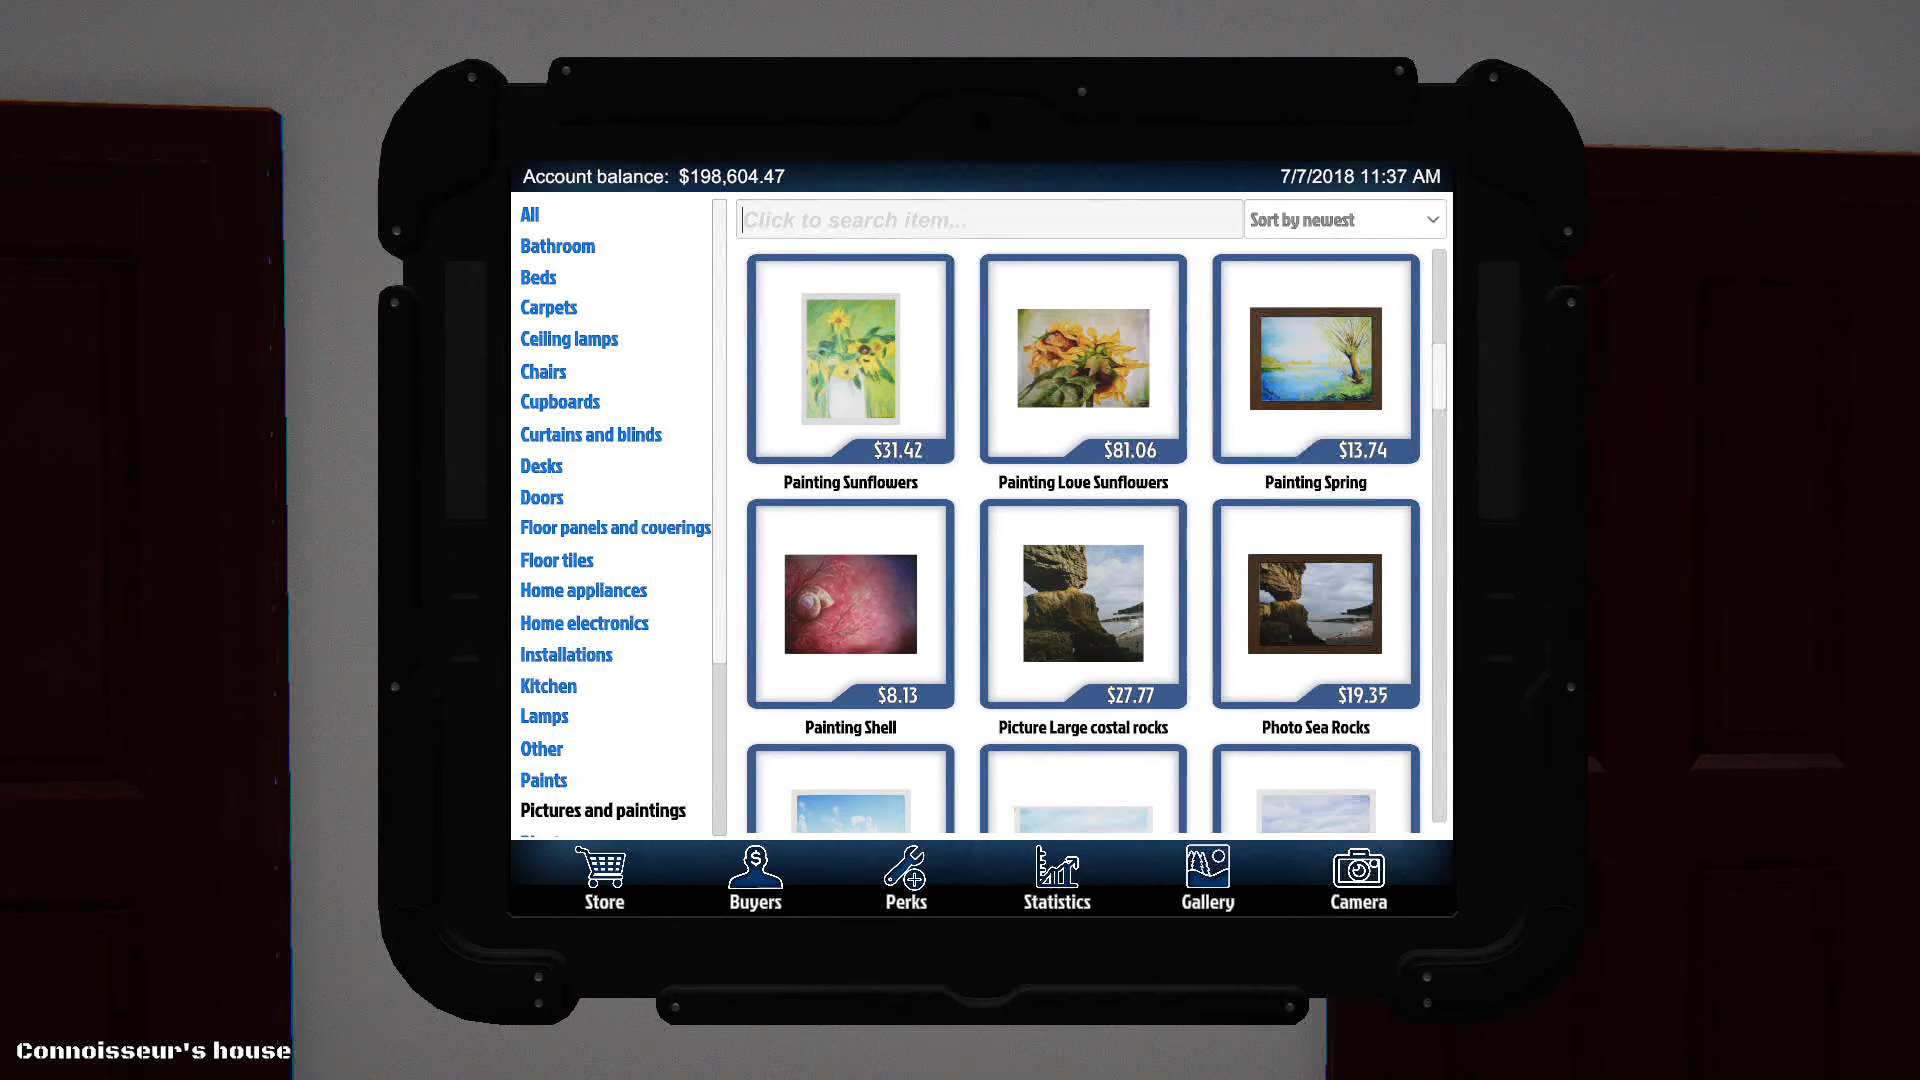 Account balance: $198,604.47
7/7/2018 11:37 AM
All
Bathroom
Beds
Carpets
Ceiling lamps
Chairs
Cupboards
Curtains and blinds
Desks
Doors
Floor panels and coverings
Floor tiles
Home appliances
Home electronics
Installations
Kitchen
Lamps
Other
Paints
Pictures and paintings
Click to search item...
Sort by newest
$31.42
$81.06
$13.74
Painting Sunflowers
Painting Love Sunflowers
Painting Spring
$8.13
$27.77
$19.35
Painting Shell
Picture Large costal rocks
Photo Sea Rocks
Store
Buyers
Perks
Statistics
Gallery
Camera
Connoisseur's house